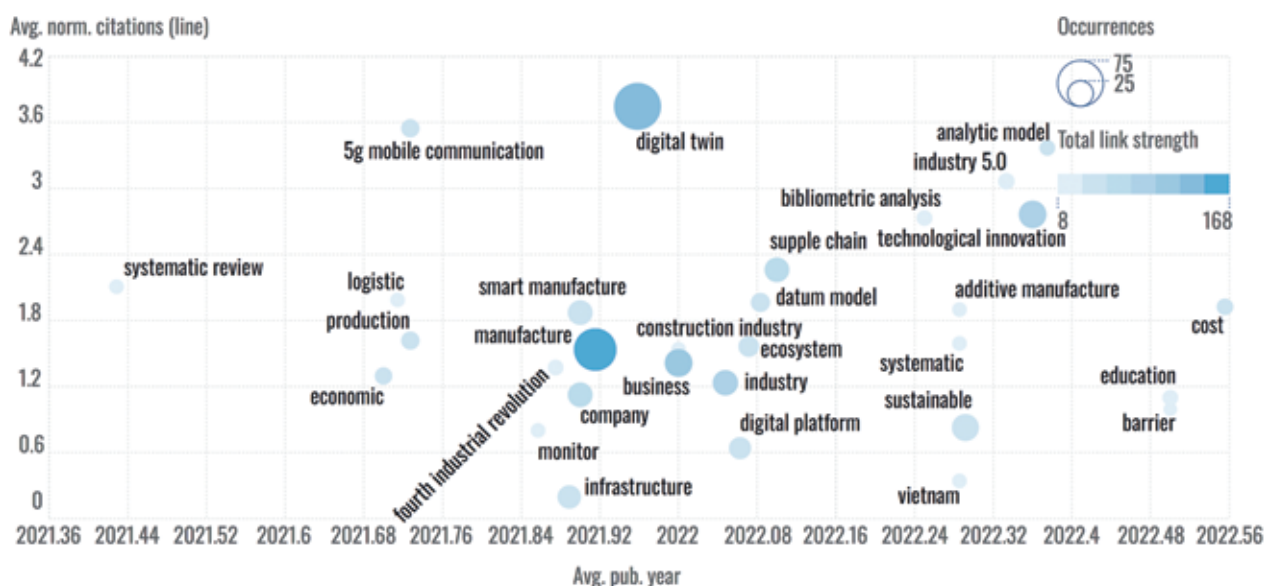 Avg. norm. citations (line)
Occurrences
4.2
75
25
3.6
5g mobile communication
digital twin
analytic model
Total link strength
industry 5.0
3
8
168
bibliometric analysis
technological innovation
supple chain
2.4
systematic review
logistic
smart manufacture
datum model
additive manufacture
1.8
production
manufacture
construction industry
ecosystem
systematic
cost
1.2
economic
fourth industrial revolution
company
business
industry
sustainable
education
barrier
digital platform
0.6
monitor
infrastructure
vietnam
0
2021.36 2021.44 2021.52 2021.6 2021.68 2021.76 2021.84 2021.92 2022 2022.08 2022.16 2022.24 2022.32 2022.4 2022.48 2022.56
Avg. pub. year